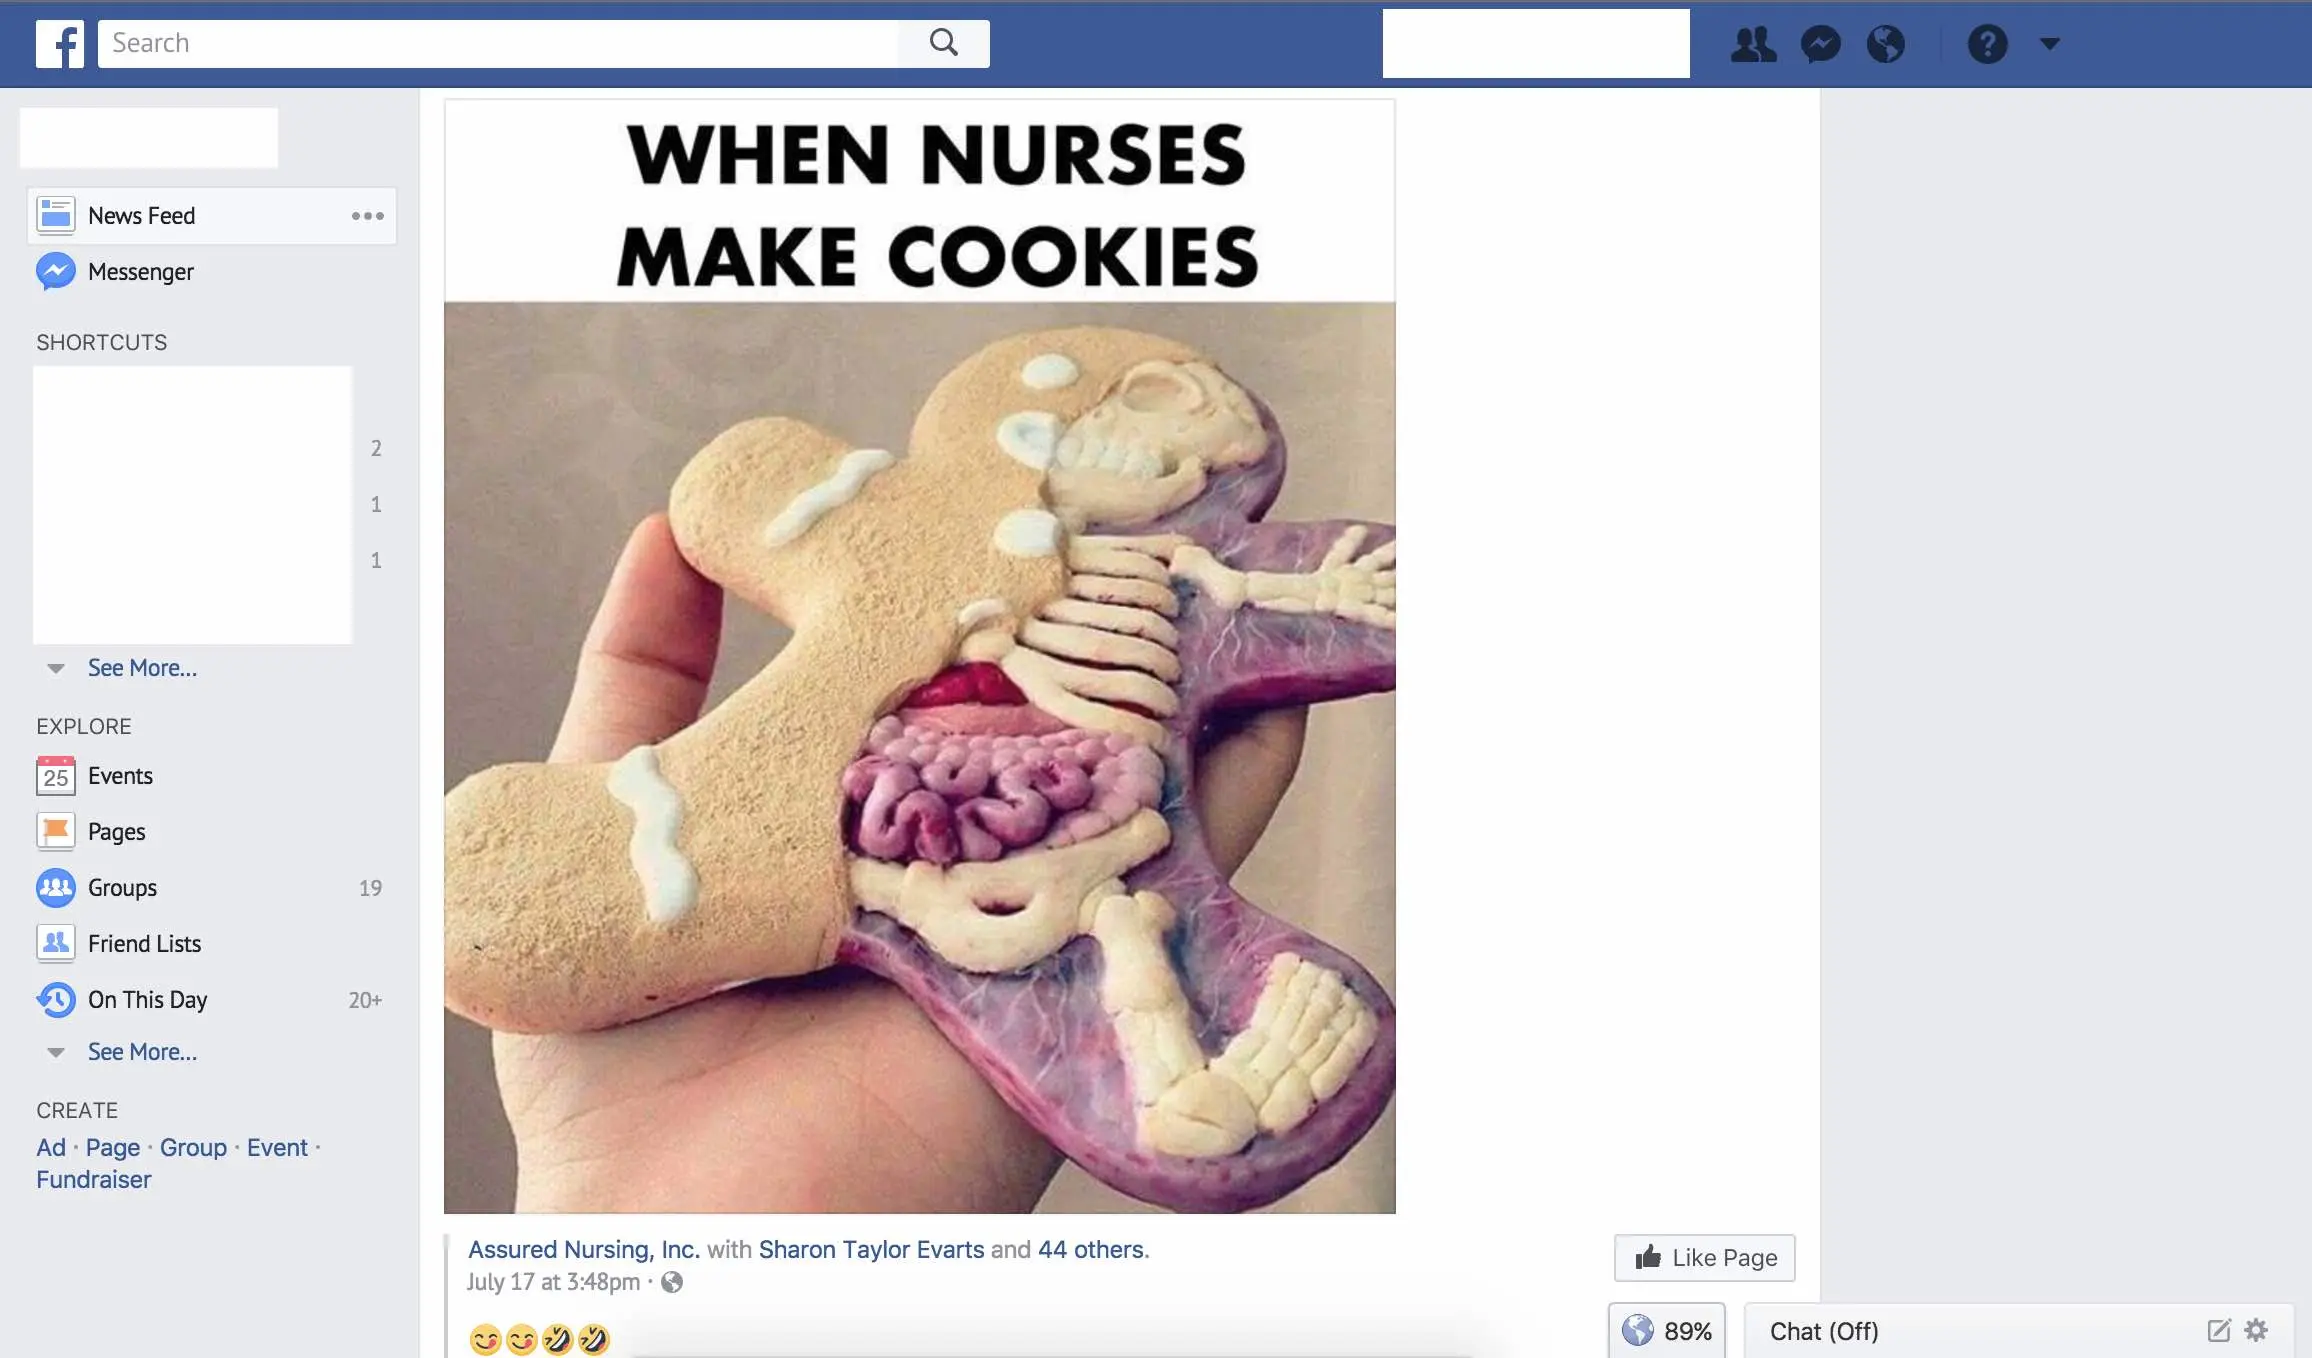 Search
News Feed
Messenger
SHORTCUTS
2
1
1
See More...
EXPLORE
25 Events
Pages
Groups 19
Friend Lists
On This Day 20+
See More...
CREATE
Ad · Page · Group · Event ·
Fundraiser
WHEN NURSES
MAKE COOKIES
Assured Nursing, Inc. with Sharon Taylor Evarts and 44 others.
July 17 at 3:48pm ·
Like Page
89%
Chat (Off)